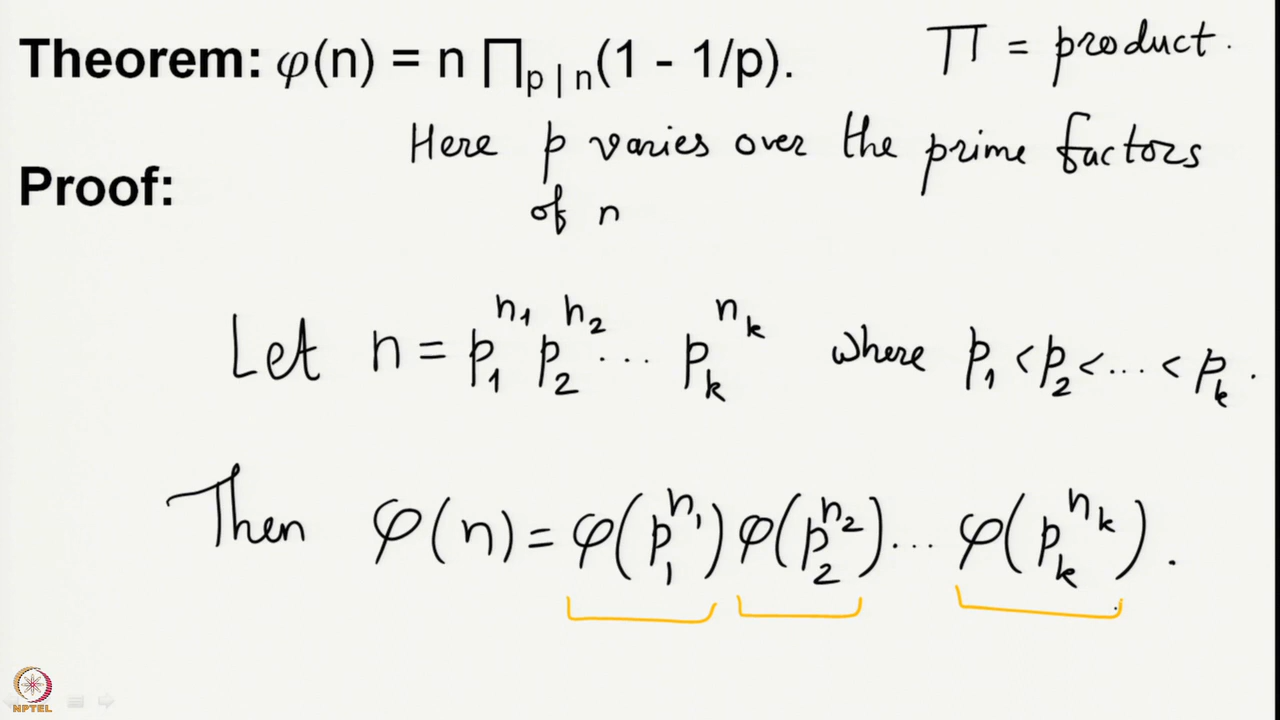 Theorem: φ(n) = n ∏p | n(1 - 1/p).
∏ = product.
Here p varies over the prime factors
of n
Proof:
Let n = p₁^n₁ p₂^n₂ ... pₖ^nₖ where p₁ < p₂ < ... < pₖ.
Then φ(n) = φ(p₁^n₁) φ(p₂^n₂) ... φ(pₖ^nₖ).
NPTEL